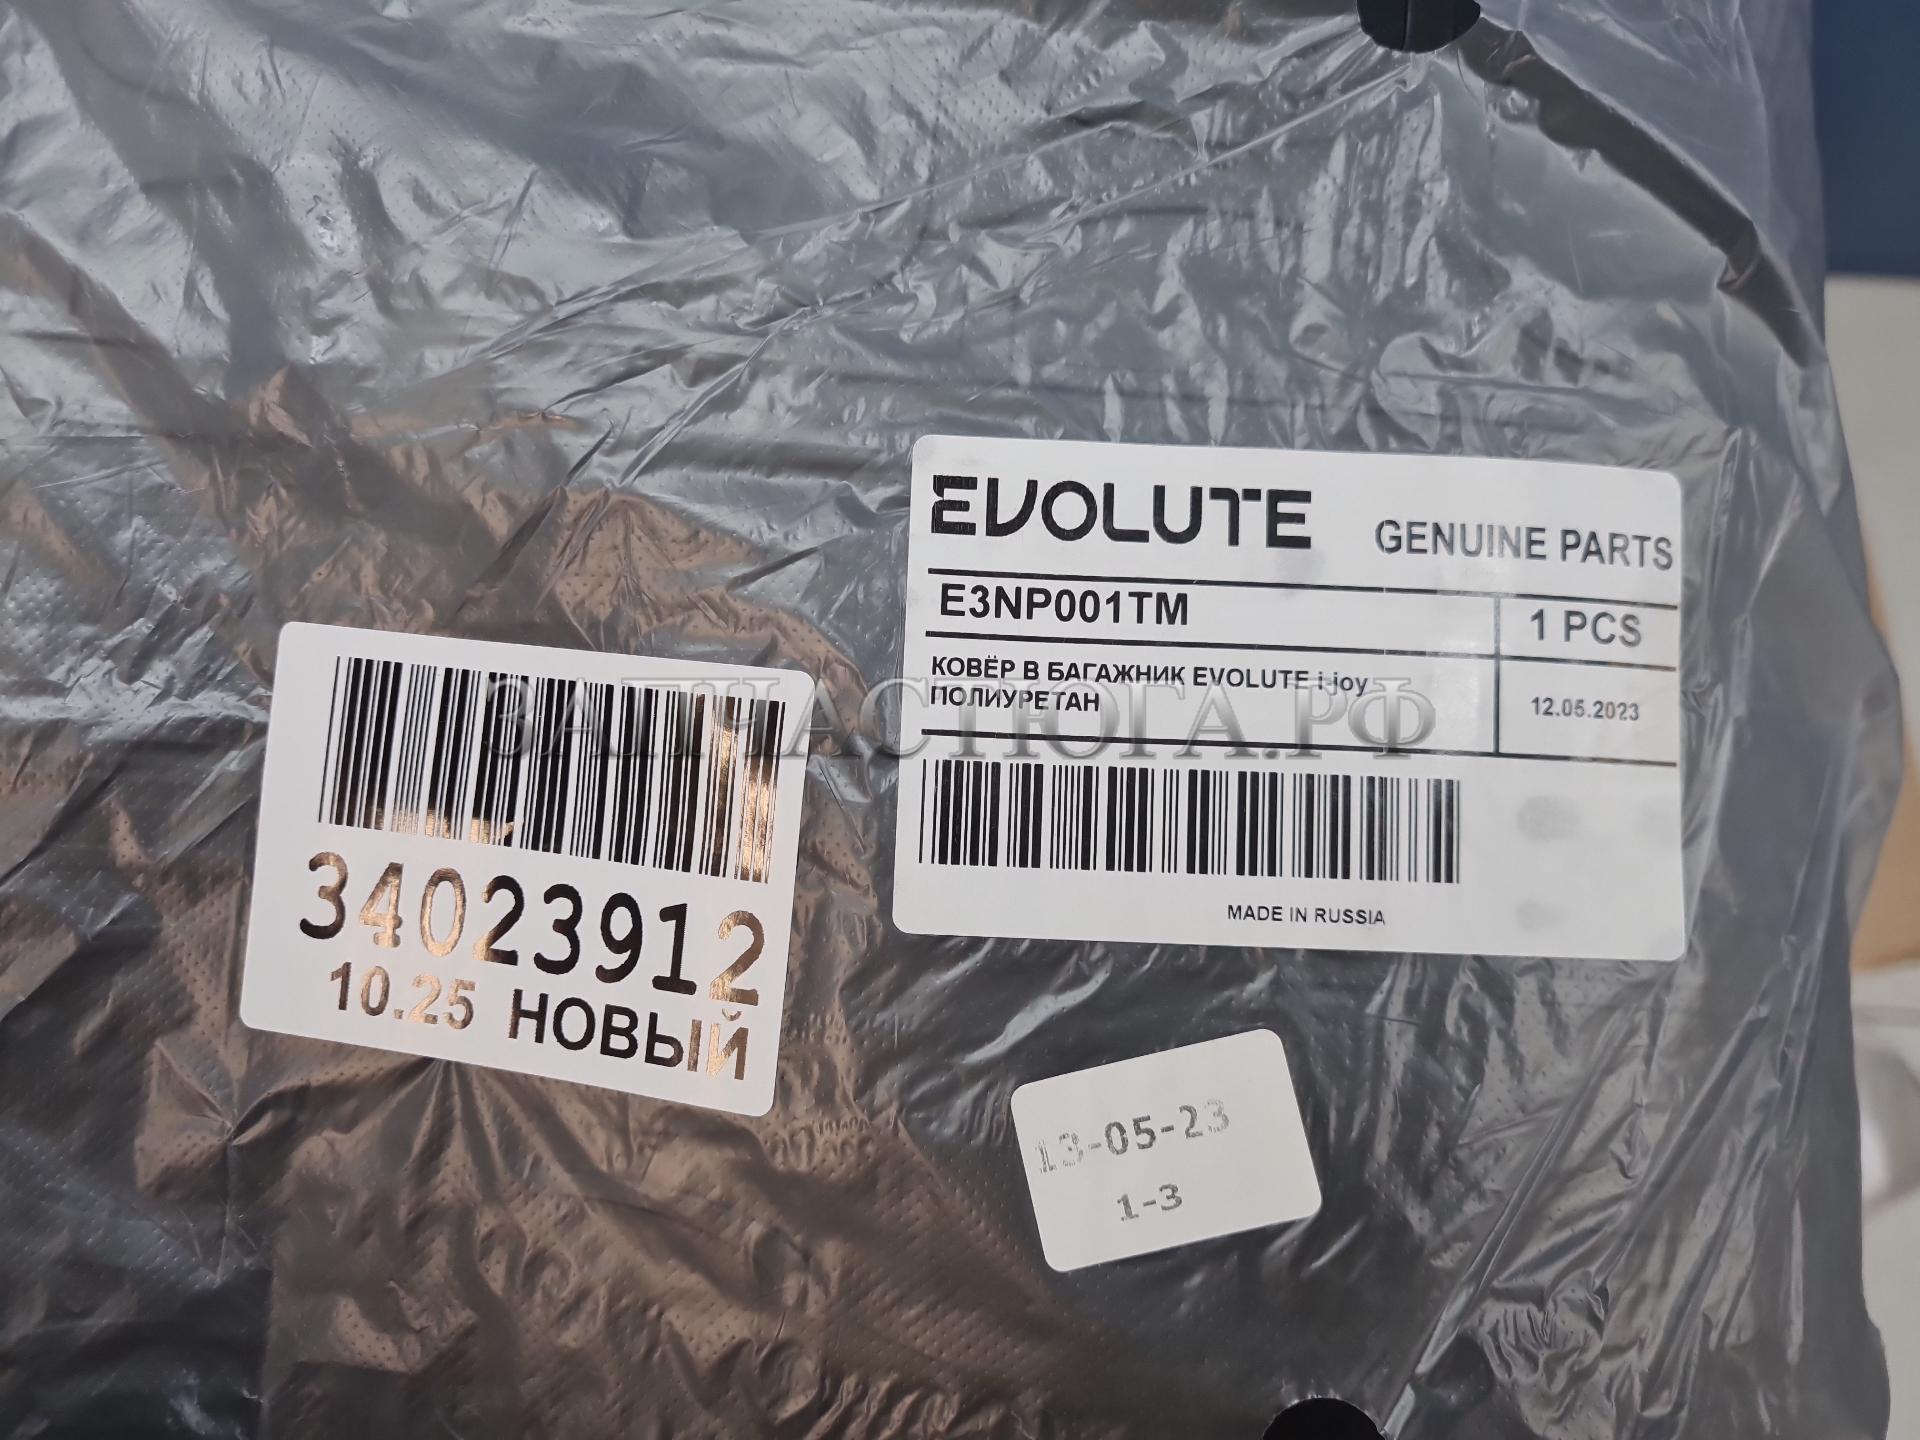 EVOLUTE GENUINE PARTS
E3NP001TM 1 PCS
КОВЁР В БАГАЖНИК EVOLUTE i-joy
ПОЛИУРЕТАН
12.05.2023
ЗАПЧАСТЮГА.РФ
MADE IN RUSSIA
34023912
10.25 НОВЫЙ
13-05-23
1-3